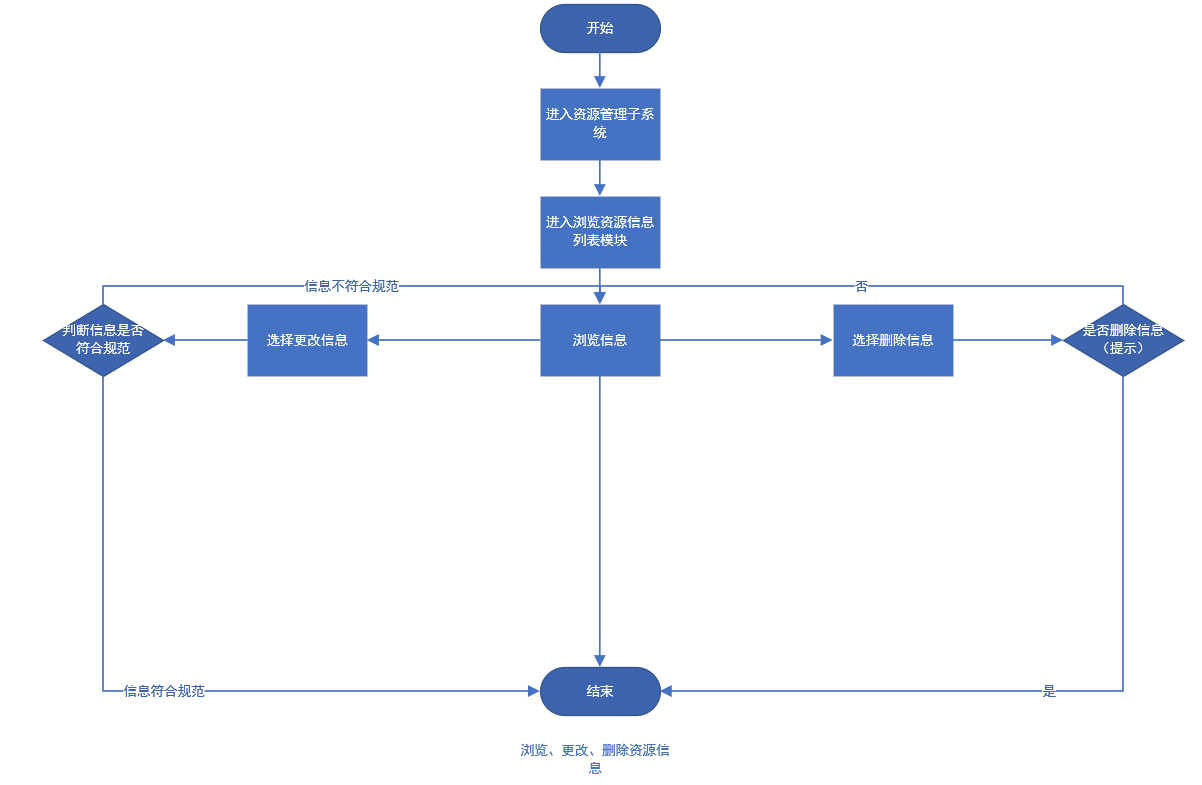 开始
进入资源管理子系
统
进入浏览资源信息
列表模块
信息不符合规范
否
判断信息是否
符合规范
选择更改信息
浏览信息
选择删除信息
是否删除信息
（提示）
信息符合规范
结束
是
浏览、更改、删除资源信
息